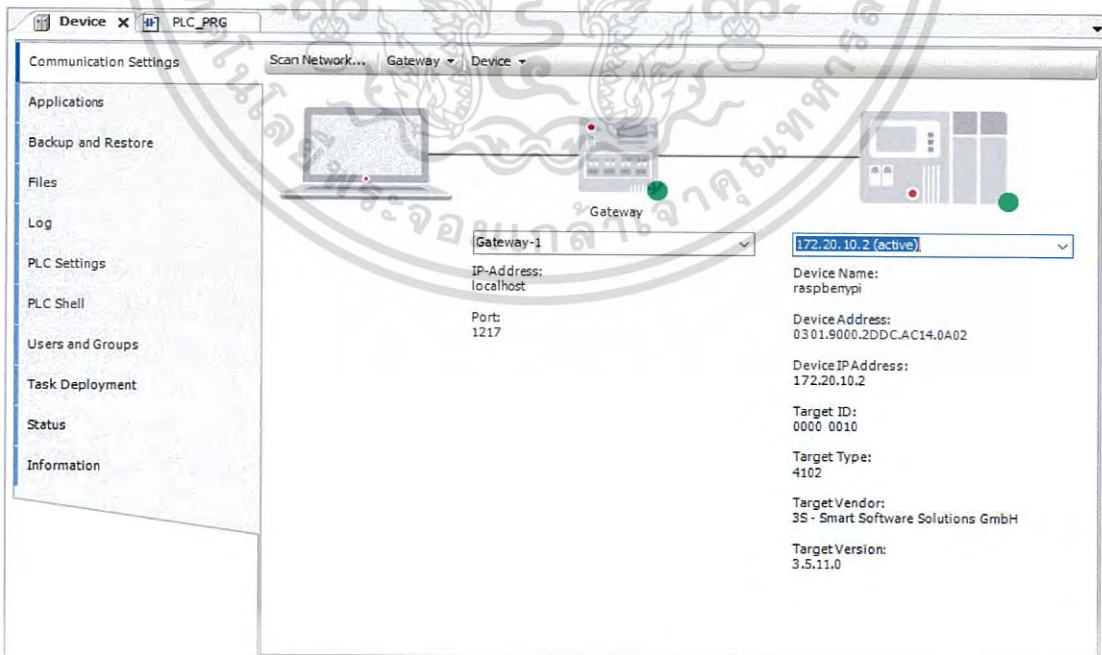 Device
PLC_PRG
Communication Settings
Applications
Backup and Restore
Files
Log
PLC Settings
PLC Shell
Users and Groups
Task Deployment
Status
Information
Scan Network...
Gateway
Device
Gateway
Gateway-1
IP-Address:
localhost
Port:
1217
172.20.10.2 (active)
Device Name:
raspberrypi
Device Address:
0301.9000.2DDC.AC14.0A02
Device IP Address:
172.20.10.2
Target ID:
0000 0010
Target Type:
4102
Target Vendor:
3S - Smart Software Solutions GmbH
Target Version:
3.5.11.0